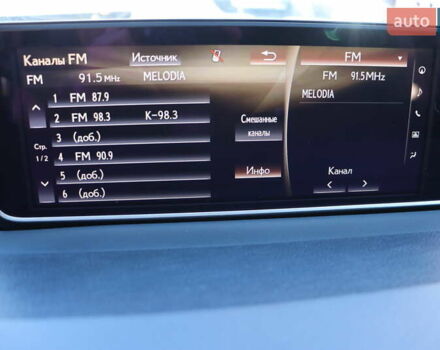 auto
Каналы FM
Источник
FM
FM 91.5 MHz MELODIA
FM 91.5 MHz
MELODIA
1 FM 87.9
2 FM 98.3 K-98.3
3 (доб.)
Стр.
1/2
4 FM 90.9
5 (доб.)
6 (доб.)
Смешанные
каналы
Инфо
Канал